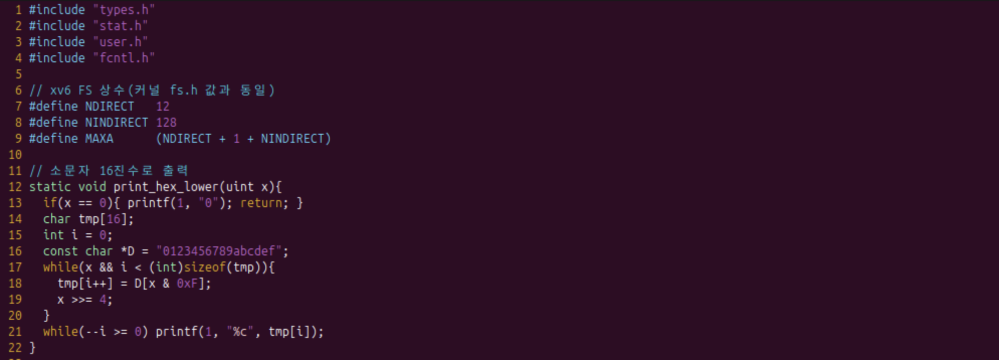 1 #include "types.h"
2 #include "stat.h"
3 #include "user.h"
4 #include "fcntl.h"
5
6 // xv6 FS 상수(커널 fs.h 값과 동일)
7 #define NDIRECT   12
8 #define NINDIRECT 128
9 #define MAXA      (NDIRECT + 1 + NINDIRECT)
10
11 // 소문자 16진수로 출력
12 static void print_hex_lower(uint x){
13   if(x == 0){ printf(1, "0"); return; }
14   char tmp[16];
15   int i = 0;
16   const char *D = "0123456789abcdef";
17   while(x && i < (int)sizeof(tmp)){
18     tmp[i++] = D[x & 0xF];
19     x >>= 4;
20   }
21   while(--i >= 0) printf(1, "%c", tmp[i]);
22 }